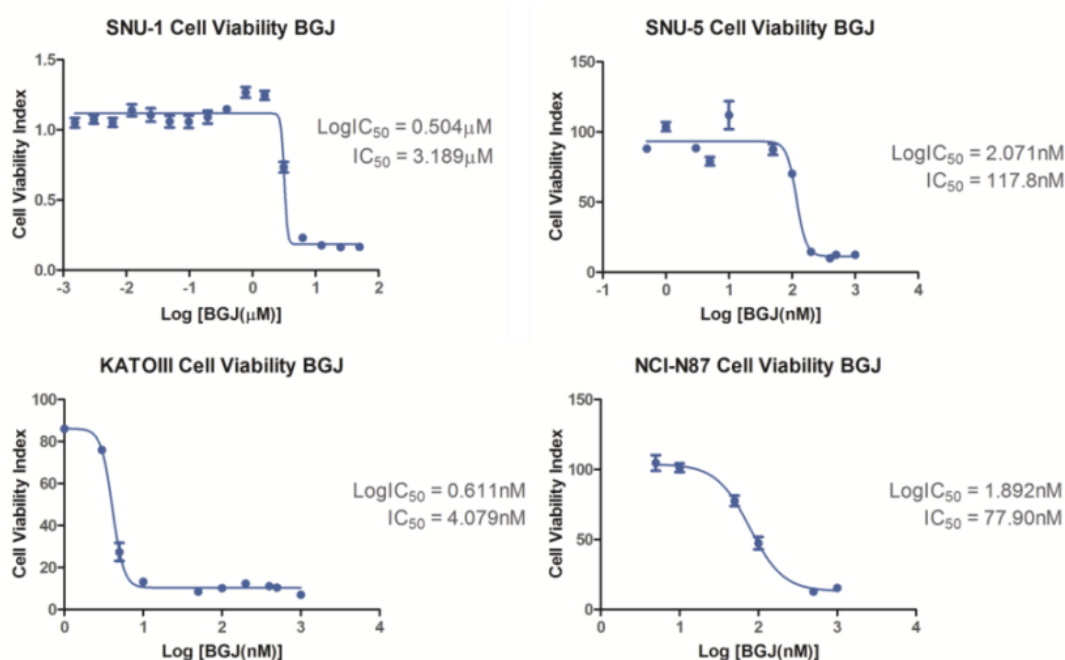 SNU-1 Cell Viability BGJ
Cell Viability Index
1.5
1.0
0.5
0.0
-3
-2
-1
0
1
2
Log [BGJ(μM)]
LogIC50 = 0.504μM
IC50 = 3.189μM
SNU-5 Cell Viability BGJ
Cell Viability Index
150
100
50
0
-1
0
1
2
3
4
Log [BGJ(nM)]
LogIC50 = 2.071nM
IC50 = 117.8nM
KATOIII Cell Viability BGJ
Cell Viability Index
100
80
60
40
20
0
0
1
2
3
4
Log [BGJ(nM)]
LogIC50 = 0.611nM
IC50 = 4.079nM
NCI-N87 Cell Viability BGJ
Cell Viability Index
150
100
50
0
0
1
2
3
4
Log [BGJ(nM)]
LogIC50 = 1.892nM
IC50 = 77.90nM